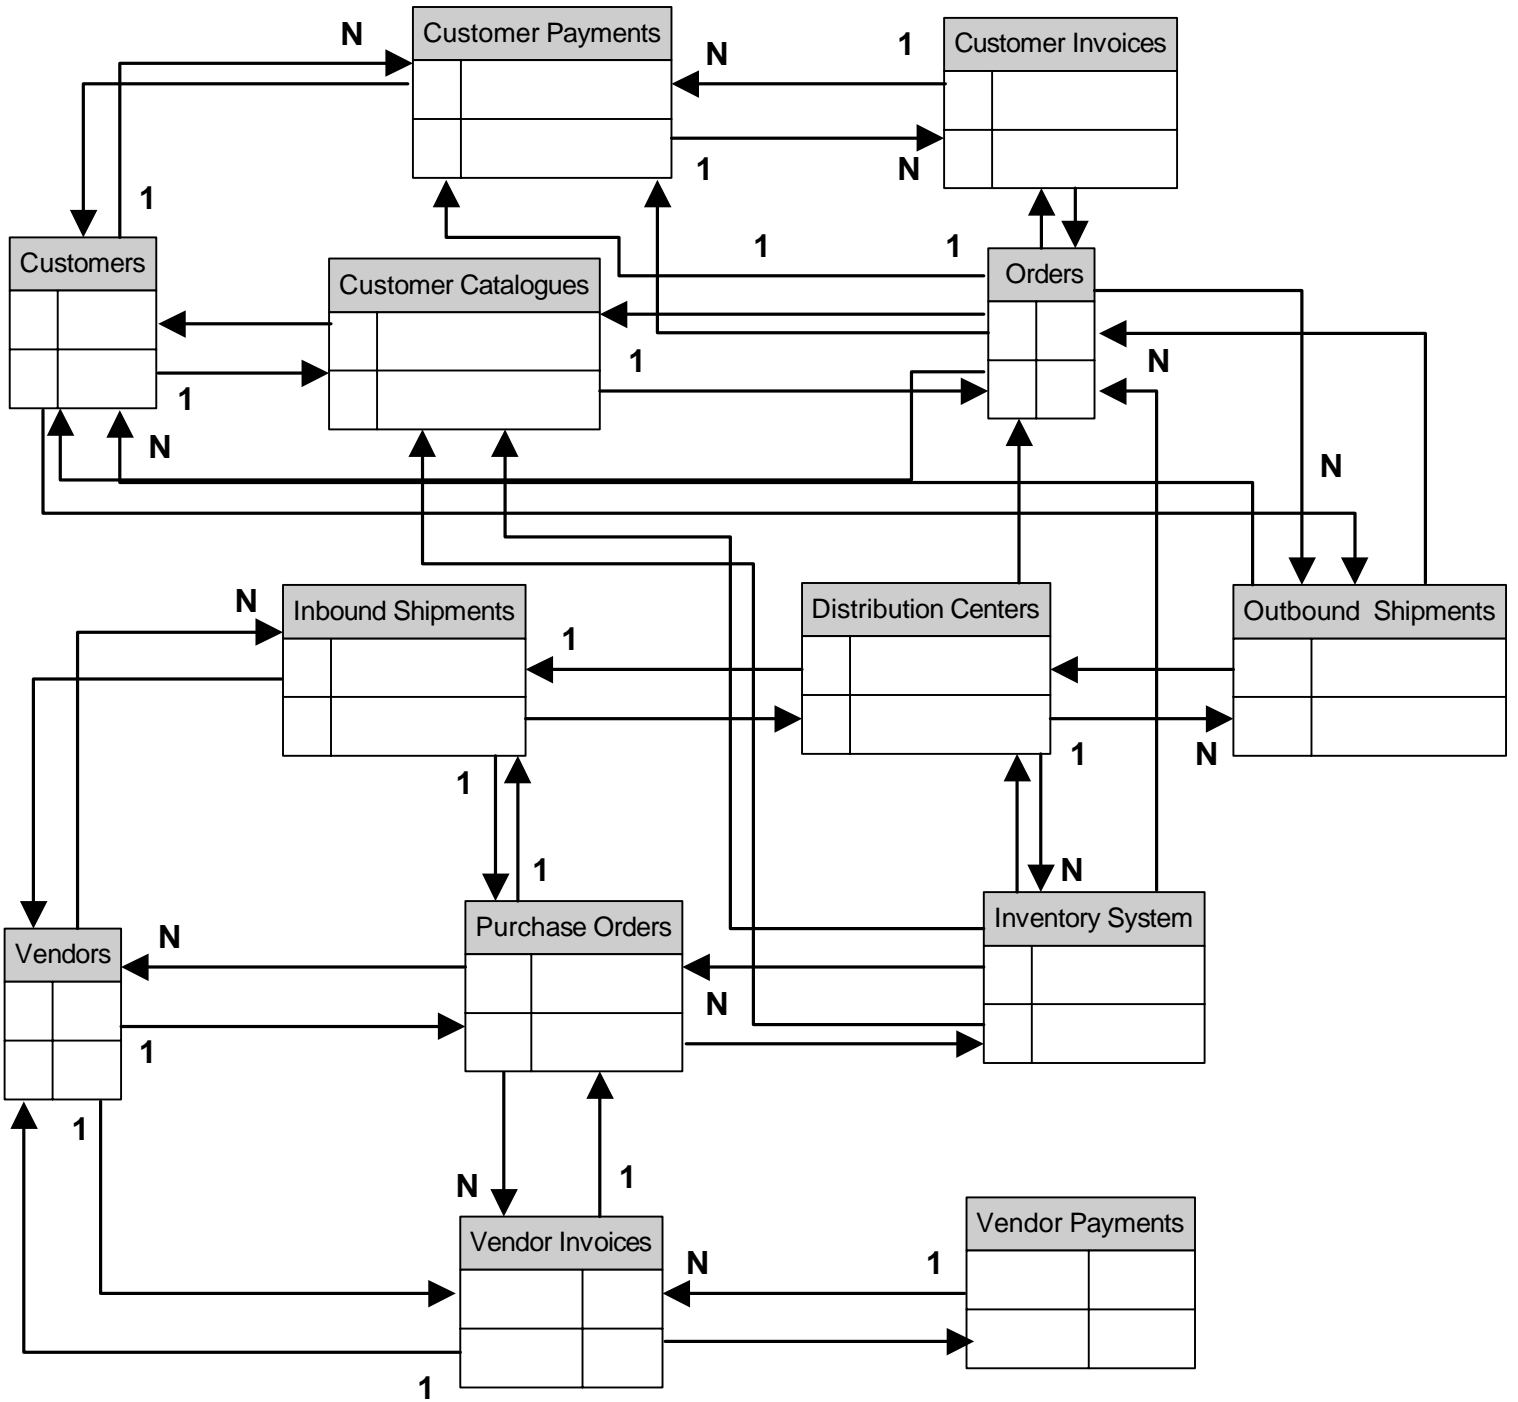 N
Customer Payments
N
1
Customer Invoices
1
N
1
Customers
Customer Catalogues
1
1
Orders
1
1
N
N
N
N
Inbound Shipments
1
Distribution Centers
Outbound  Shipments
1
1
N
1
N
Vendors
N
Purchase Orders
Inventory System
N
1
1
N
1
Vendor Invoices
N
1
Vendor Payments
1